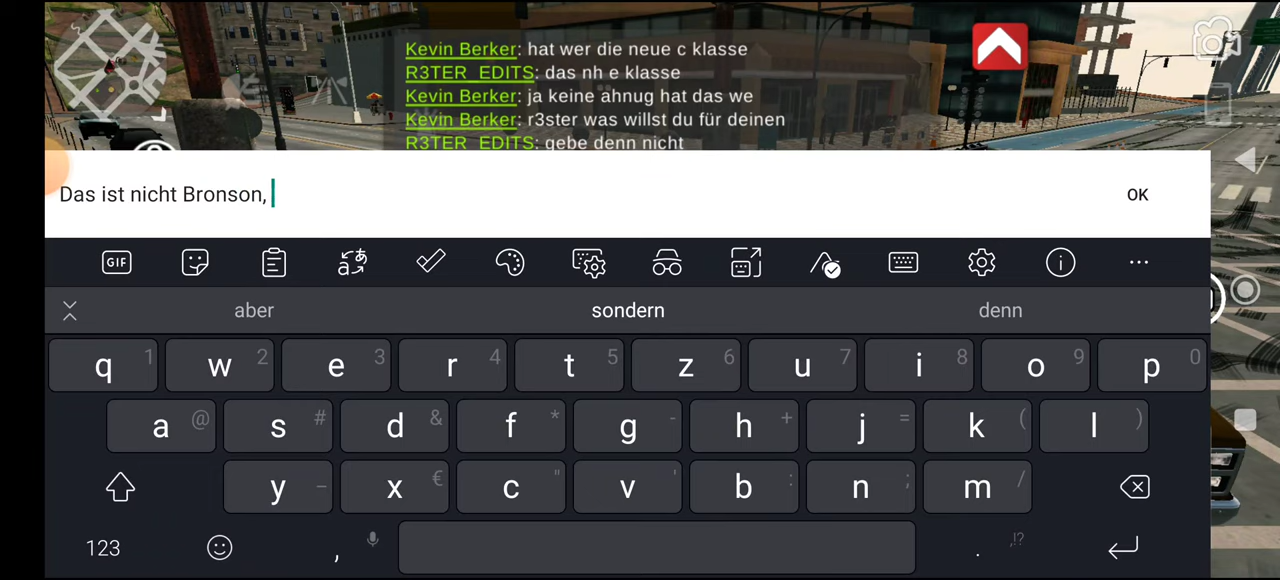 Kevin Berker: hat wer die neue c klasse
R3TER_EDITS: das nh e klasse
Kevin Berker: ja keine ahnug hat das we
Kevin Berker: r3ster was willst du für deinen
R3TER_EDITS: gebe denn nicht
Das ist nicht Bronson,
OK
GIF
aber sondern denn
q 1 w 2 e 3 r 4 t 5 z 6 u 7 i 8 o 9 p 0
a @ s # d & f * g - h + j = k ( l )
y _ x € c " v ' b : n ; m /
123 , . ,!?